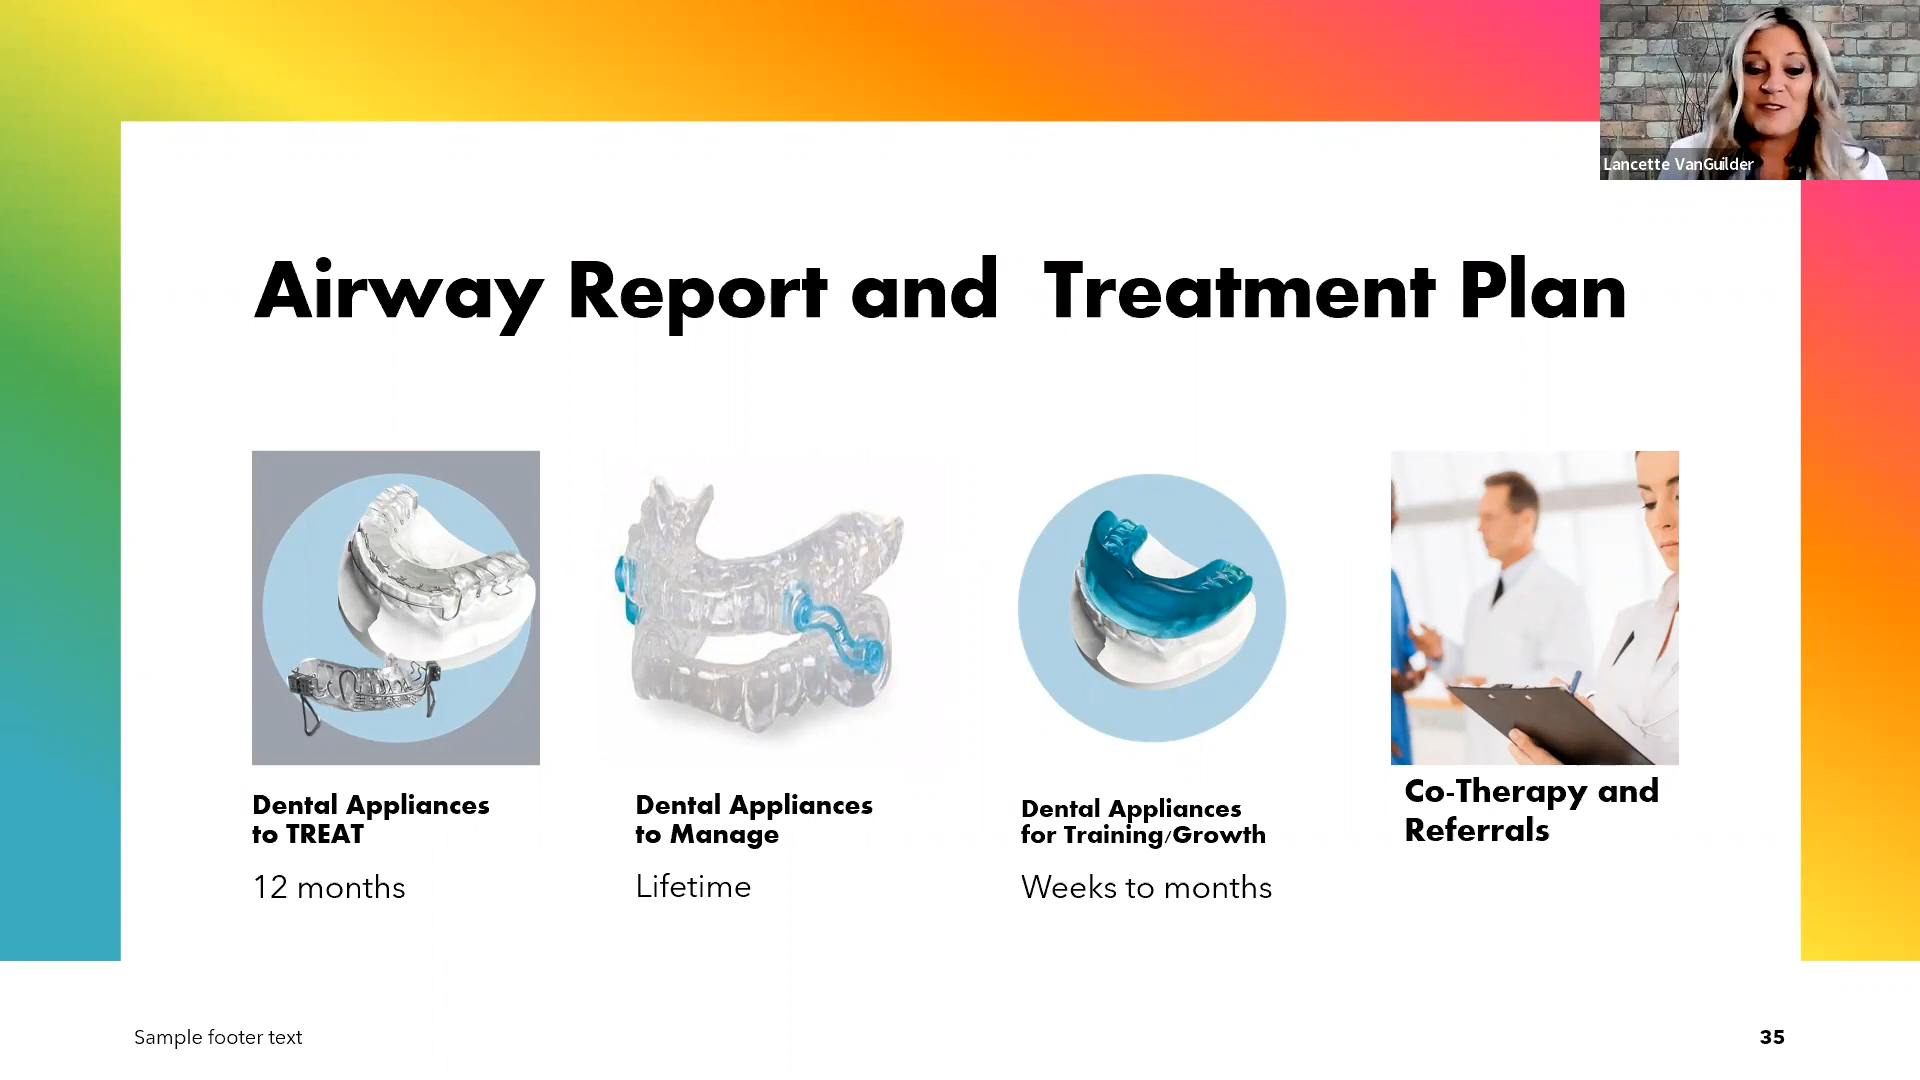 Lancette VanGuilder
Airway Report and  Treatment Plan
Dental Appliances
to TREAT
12 months
Dental Appliances
to Manage
Lifetime
Dental Appliances
for Training/Growth
Weeks to months
Co-Therapy and
Referrals
Sample footer text
35